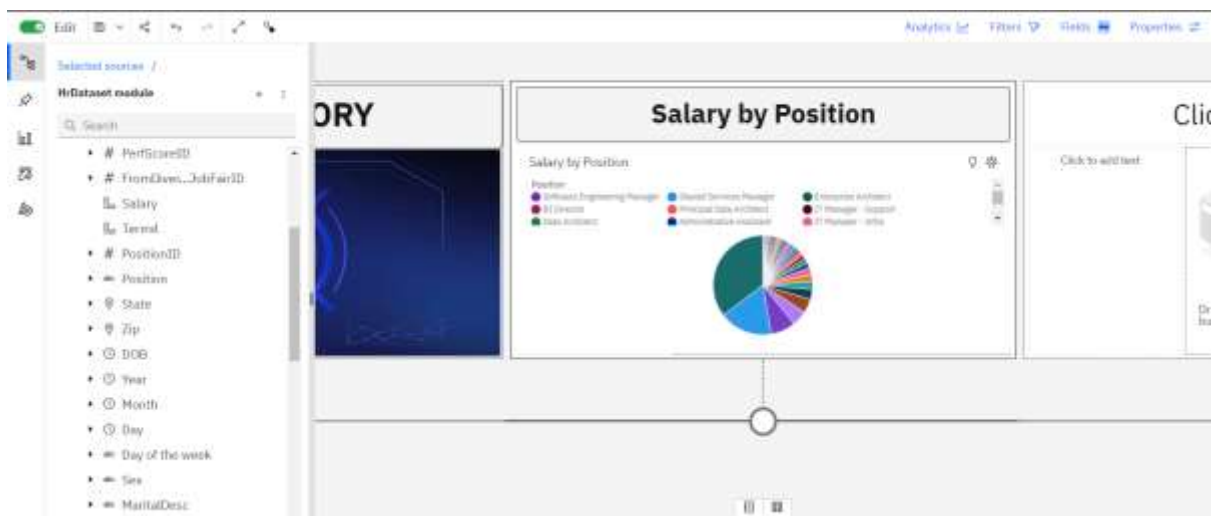 Edit
Analytics
Filters
Fields
Properties
Selected sources /
HrDataset module
Search
PerfScoreID
FromDiver...JobFairID
Salary
Termd
PositionID
Position
State
Zip
DOB
Year
Month
Day
Day of the week
Sex
MaritalDesc
ORY
Salary by Position
Salary by Position
Position
Software Engineering Manager
Shared Services Manager
Enterprise Architect
BI Director
Principal Data Architect
IT Manager - Support
Data Architect
Administrative Assistant
IT Manager - Infra
Clic
Click to add text